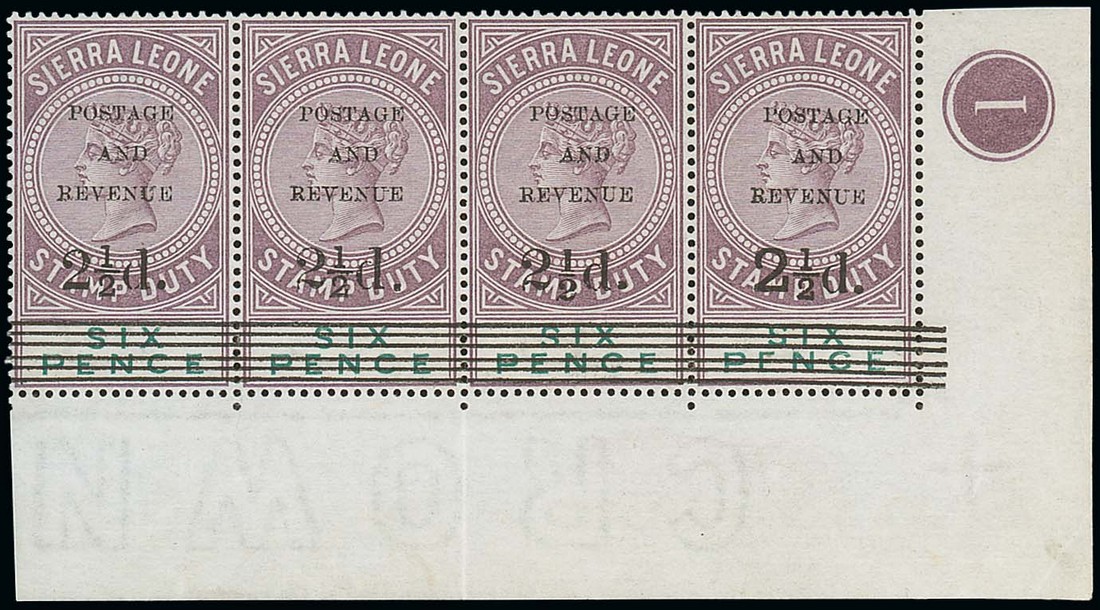 SIERRA LEONE SIERRA LEONE SIERRA LEONE SIERRA LEONE
1
POSTAGE POSTAGE POSTAGE POSTAGE
AND AND AND AND
REVENUE REVENUE REVENUE REVENUE
2½d. 2½d. 2½d. 2½d.
STAMP DUTY STAMP DUTY STAMP DUTY STAMP DUTY
SIX SIX SIX SIX
PENCE PENCE PENCE PENCE